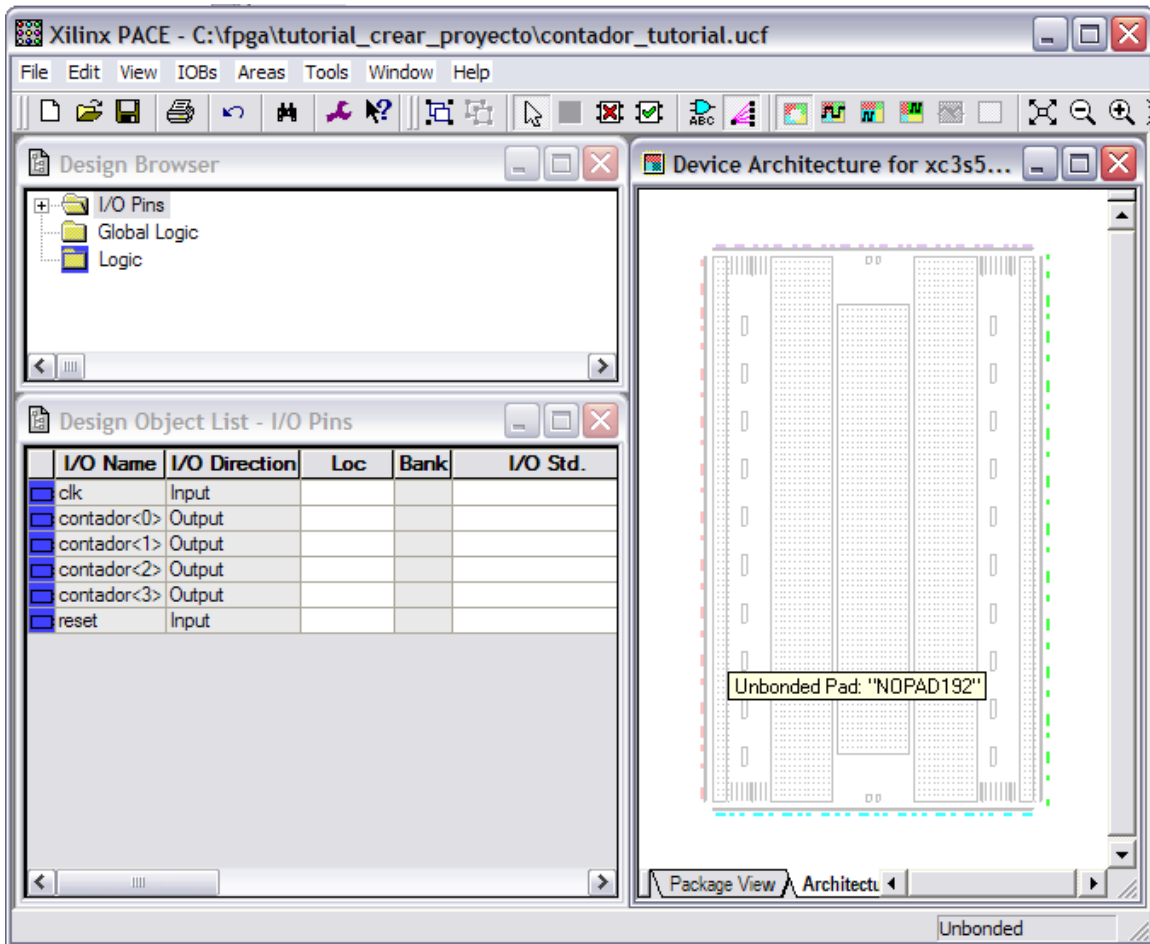 Xilinx PACE - C:\fpga\tutorial_crear_proyecto\contador_tutorial.ucf
File Edit View IOBs Areas Tools Window Help
ABC
Design Browser
I/O Pins
Global Logic
Logic
Design Object List - I/O Pins
I/O Name I/O Direction Loc Bank I/O Std.
clk Input
contador<0> Output
contador<1> Output
contador<2> Output
contador<3> Output
reset Input
Device Architecture for xc3s5...
Unbonded Pad: "NOPAD192"
Package View Architectu
Unbonded